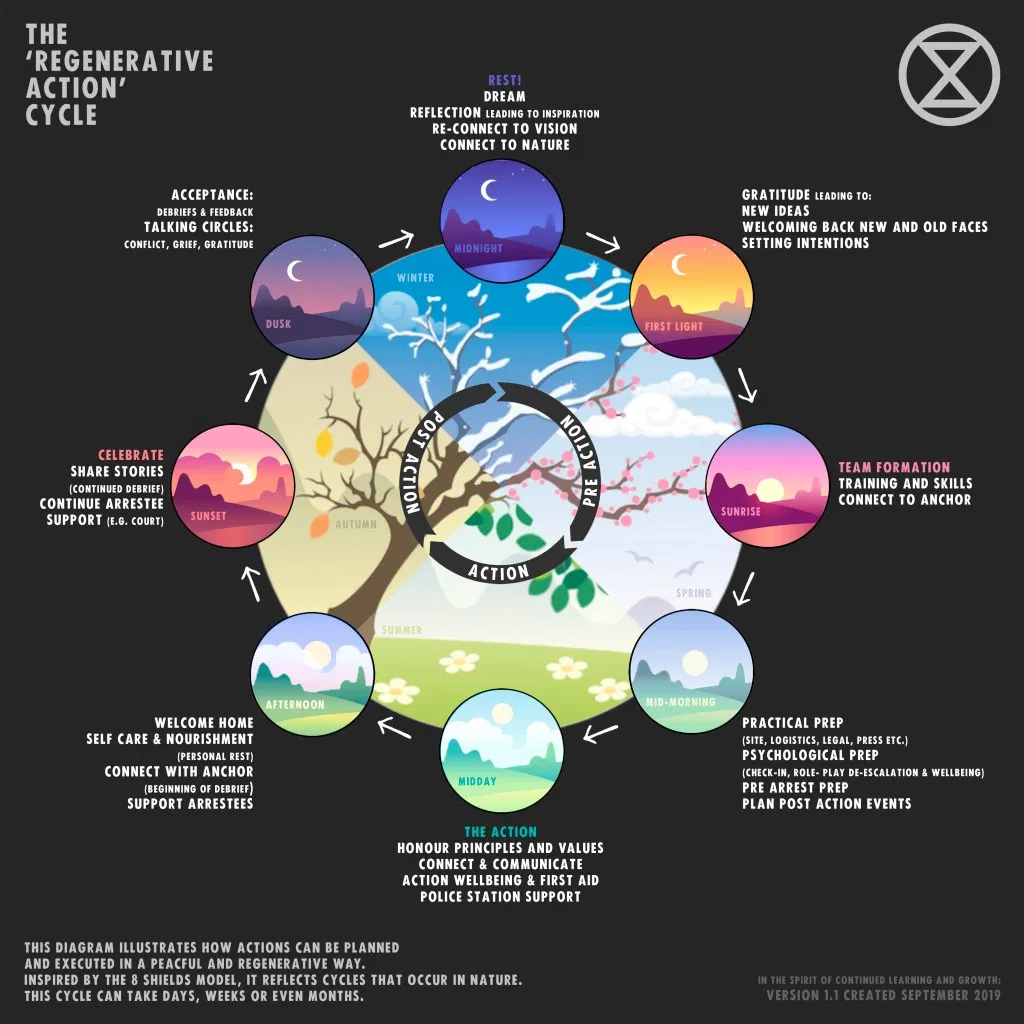 THE
‘REGENERATIVE
ACTION’
CYCLE
REST!
DREAM
REFLECTION LEADING TO INSPIRATION
RE-CONNECT TO VISION
CONNECT TO NATURE
MIDNIGHT
GRATITUDE LEADING TO:
NEW IDEAS
WELCOMING BACK NEW AND OLD FACES
SETTING INTENTIONS
FIRST LIGHT
TEAM FORMATION
TRAINING AND SKILLS
CONNECT TO ANCHOR
SUNRISE
MID-MORNING
PRACTICAL PREP
(SITE, LOGISTICS, LEGAL, PRESS ETC.)
PSYCHOLOGICAL PREP
(CHECK-IN, ROLE- PLAY DE-ESCALATION & WELLBEING)
PRE ARREST PREP
PLAN POST ACTION EVENTS
MIDDAY
THE ACTION
HONOUR PRINCIPLES AND VALUES
CONNECT & COMMUNICATE
ACTION WELLBEING & FIRST AID
POLICE STATION SUPPORT
AFTERNOON
WELCOME HOME
SELF CARE & NOURISHMENT
(PERSONAL REST)
CONNECT WITH ANCHOR
(BEGINNING OF DEBRIEF)
SUPPORT ARRESTEES
CELEBRATE
SHARE STORIES
(CONTINUED DEBRIEF)
CONTINUE ARRESTEE
SUPPORT (E.G. COURT)
SUNSET
ACCEPTANCE:
DEBRIEFS & FEEDBACK
TALKING CIRCLES:
CONFLICT, GRIEF, GRATITUDE
DUSK
WINTER
SPRING
SUMMER
AUTUMN
PRE ACTION
ACTION
POST ACTION
THIS DIAGRAM ILLUSTRATES HOW ACTIONS CAN BE PLANNED
AND EXECUTED IN A PEACFUL AND REGENERATIVE WAY.
INSPIRED BY THE 8 SHIELDS MODEL, IT REFLECTS CYCLES THAT OCCUR IN NATURE.
THIS CYCLE CAN TAKE DAYS, WEEKS OR EVEN MONTHS.
IN THE SPIRIT OF CONTINUED LEARNING AND GROWTH:
VERSION 1.1 CREATED SEPTEMBER 2019